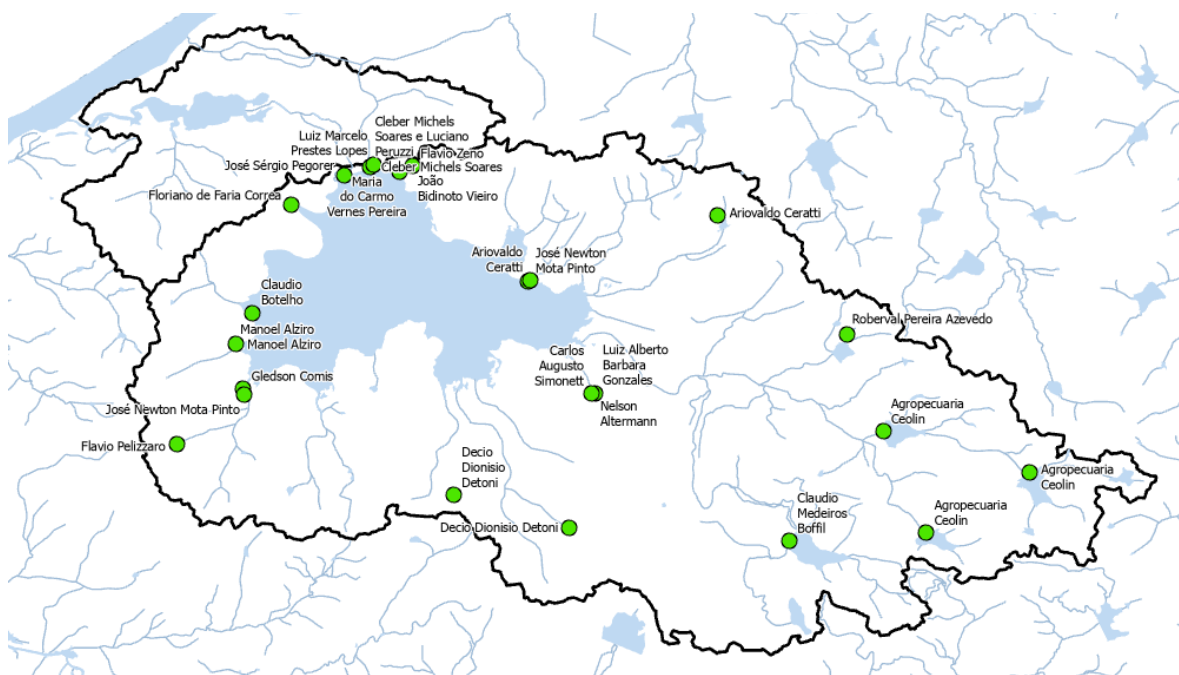 Cleber Michels
Soares e Luciano
Peruzzi
Luiz Marcelo
Prestes Lopes
Flavio Zeno
José Sérgio Pegorer
Cleber Michels Soares
Maria
do Carmo
Vernes Pereira
João
Bidinoto Vieiro
Floriano de Faria Correa
Ariovaldo Ceratti
Ariovaldo
Ceratti
José Newton
Mota Pinto
Claudio
Botelho
Roberval Pereira Azevedo
Manoel Alziro
Manoel Alziro
Carlos
Augusto
Simonett
Luiz Alberto
Barbara
Gonzales
Nelson
Altermann
Gledson Comis
José Newton Mota Pinto
Agropecuaria
Ceolin
Flavio Pelizzaro
Decio
Dionisio
Detoni
Agropecuaria
Ceolin
Claudio
Medeiros
Boffil
Agropecuaria
Ceolin
Decio Dionisio Detoni